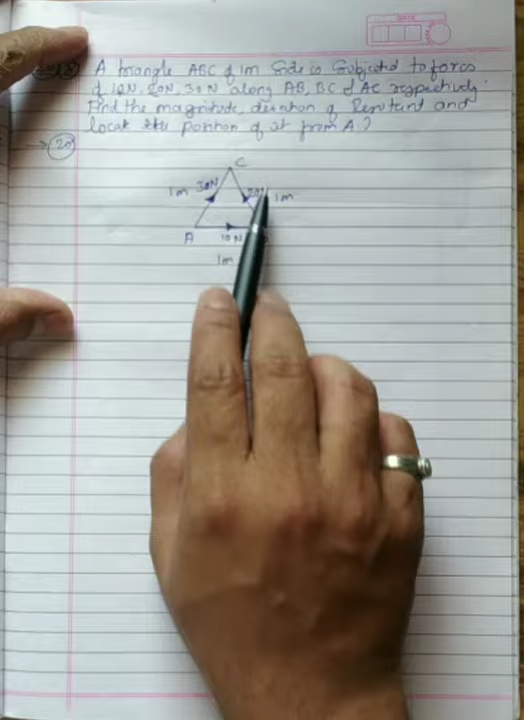 A triangle ABC of 1m Side is Subjected to forces
of 10N, 20N, 30N along AB, BC & AC respectively.
Find the magnitude, direction of Resultant and
locate the position of it from A?
→ 20)
C
1m 30N 20N 1m
A 10 N
1m